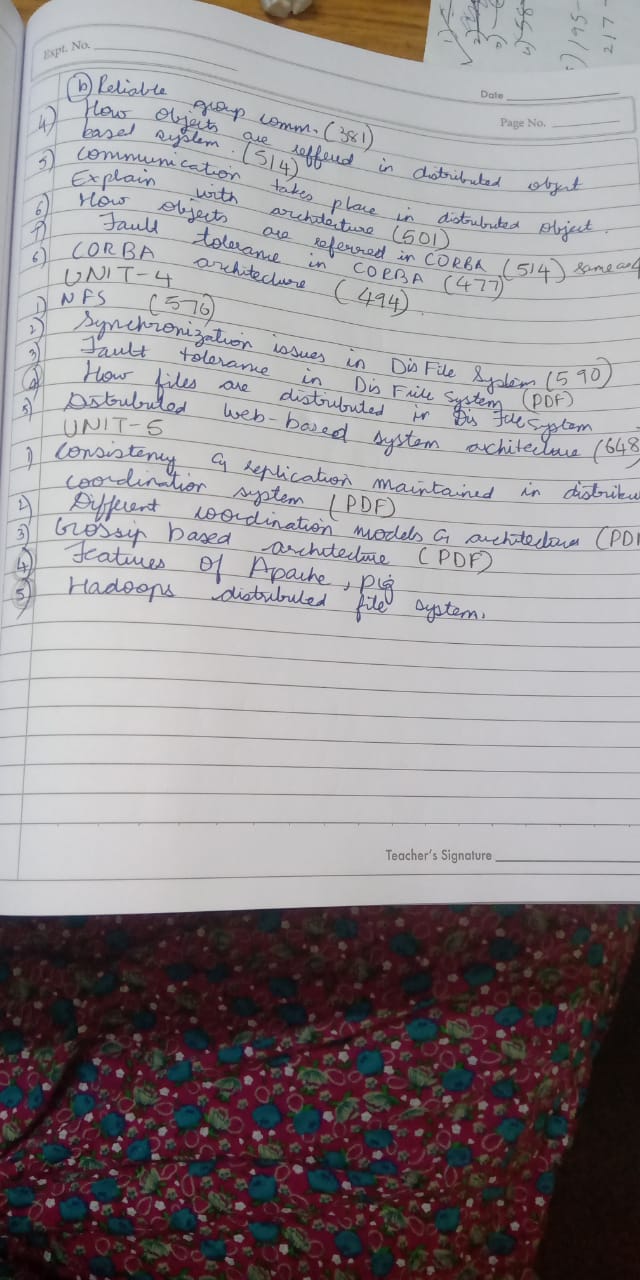 Expt. No.
Date
Page No.
b) Reliable group comm. (381)
4) How objects are reffered in distributed object
based system. (514)
5) Communication takes place in distributed object.
Explain with architecture (501)
6) How objects are referred in CORBA (514) same as 4
7) Fault tolerance in CORBA (477)
6) CORBA architecture (494).
UNIT-4
1) NFS (576)
2) Synchronization issues in Dis File System (590)
3) Fault tolerance in Dis File System (PDF)
4) How files are distributed in Dis File System
5) Distributed web-based system architecture (648
UNIT-5
1) Consistency & replication maintained in distribu
coordination system (PDF)
2) Different coordination models & architectures (PD
3) Gossip based architecture (PDF)
4) Features of Apache, pig
5) Hadoops distributed file system.
Teacher's Signature
195-
217-